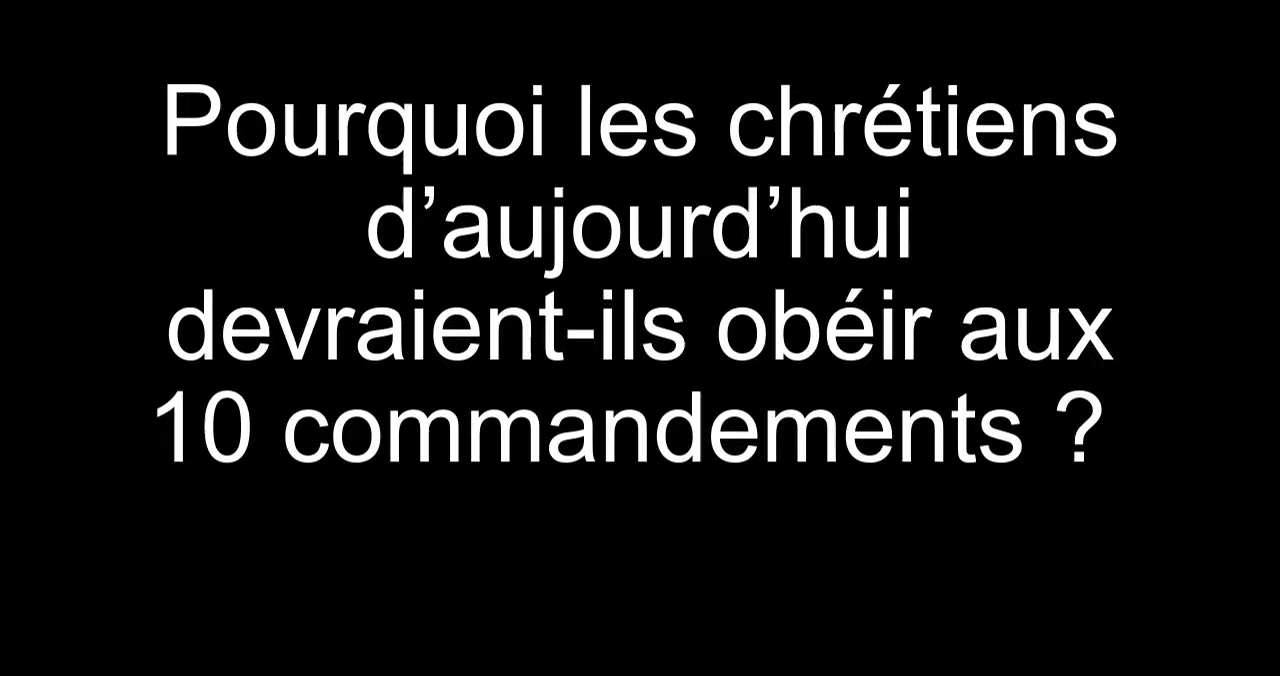 Pourquoi les chrétiens
d’aujourd’hui
devraient-ils obéir aux
10 commandements ?